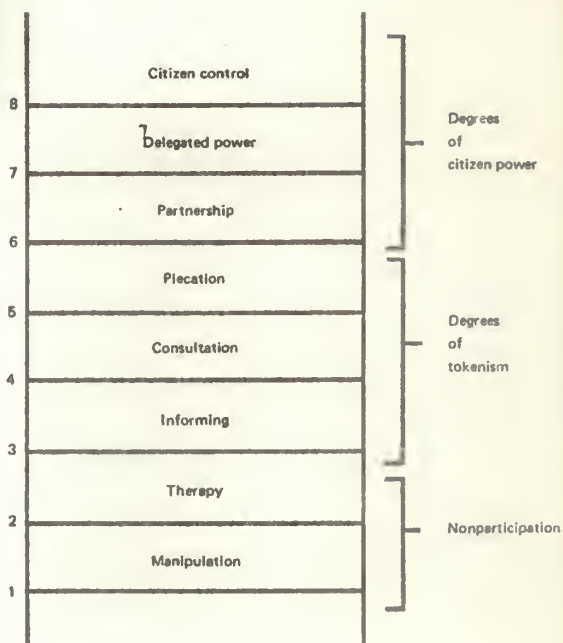 Citizen control
8
Delegated power
7
Partnership
6
Plecation
5
Consultation
4
Informing
3
Therapy
2
Manipulation
1
Degrees
of
citizen power
Degrees
of
tokenism
Nonparticipation